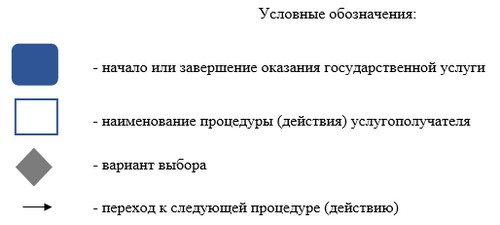 Условные обозначения:
- начало или завершение оказания государственной услуги
- наименование процедуры (действия) услугополучателя
- вариант выбора
- переход к следующей процедуре (действию)